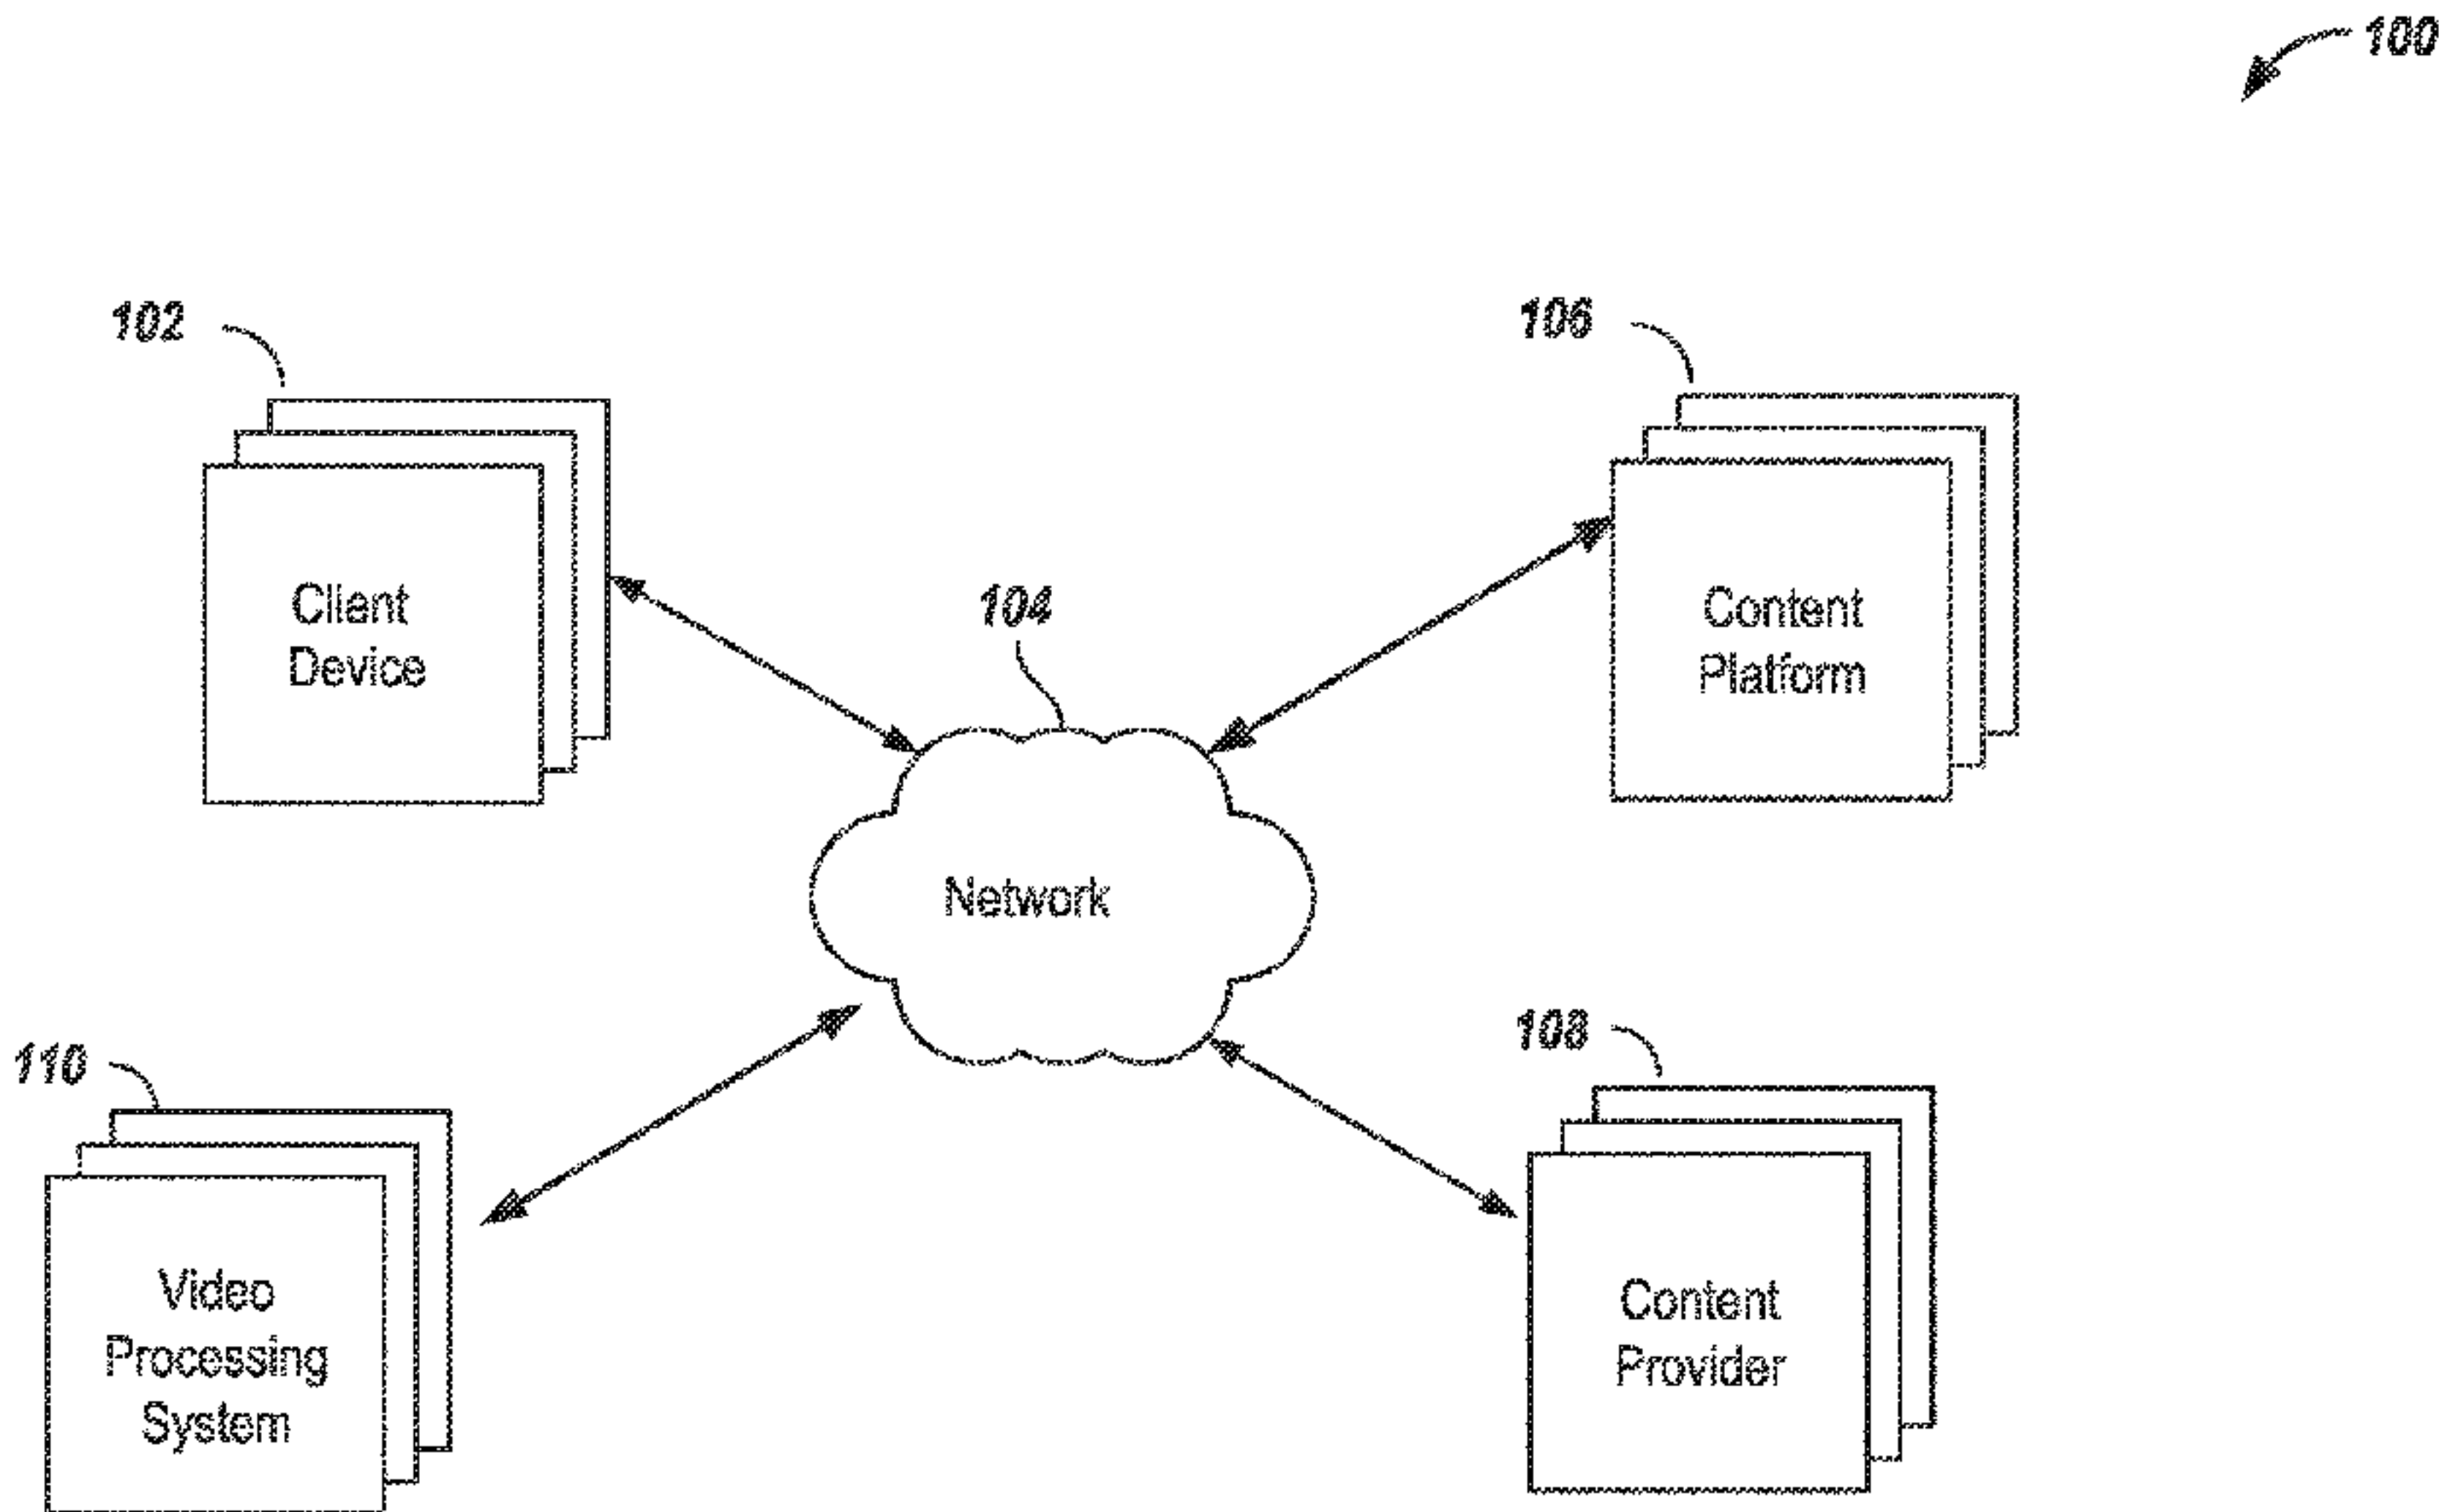 100
102
106
Client
Device
104
Content
Platform
Network
110
108
Video
Processing
System
Content
Provider